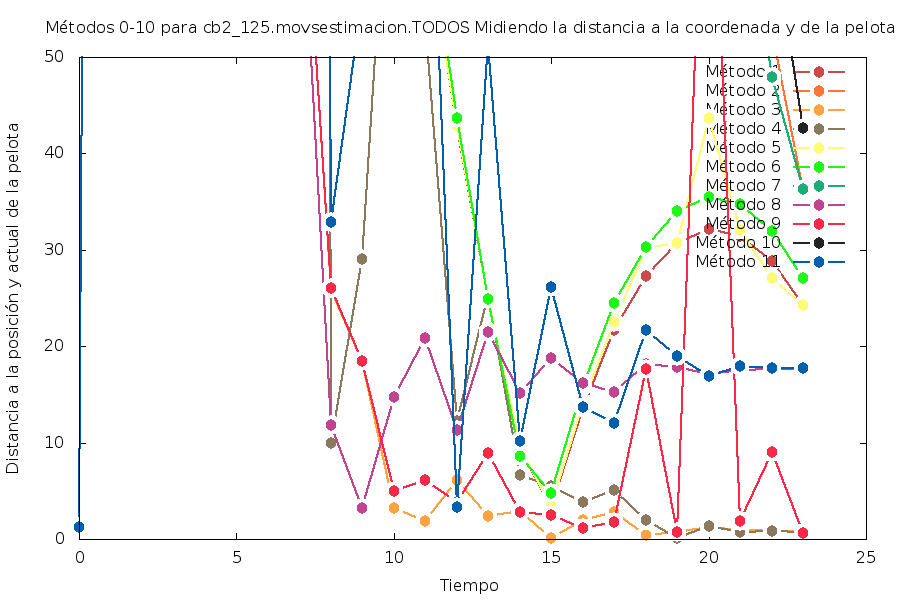 Métodos 0-10 para cb2_125.movsestimacion.TODOS Midiendo la distancia a la coordenada y de la pelota
50
40
30
20
10
0
Distancia a la posición y actual de la pelota
Método 1
Método 2
Método 3
Método 4
Método 5
Método 6
Método 7
Método 8
Método 9
Método 10
Método 11
0
5
10
15
20
25
Tiempo